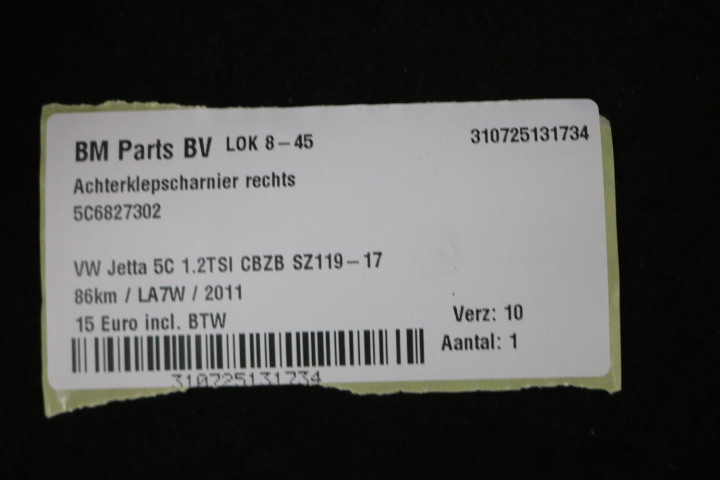 BM Parts BV LOK 8-45 310725131734
Achterklepscharnier rechts
5C6827302
VW Jetta 5C 1.2TSI CBZB SZ119-17
86km / LA7W / 2011
15 Euro incl. BTW Verz: 10
Aantal: 1
310725131734